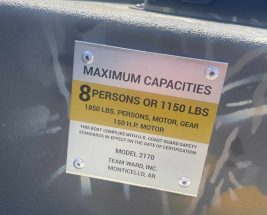 MAXIMUM CAPACITIES
8 PERSONS OR 1150 LBS
1850 LBS. PERSONS, MOTOR, GEAR
150 H.P. MOTOR
THIS BOAT COMPLIES WITH U.S. COAST GUARD SAFETY
STANDARDS IN EFFECT ON THE DATE OF CERTIFICATION
MODEL 2170
TEAM WARD, INC.
MONTICELLO, AR